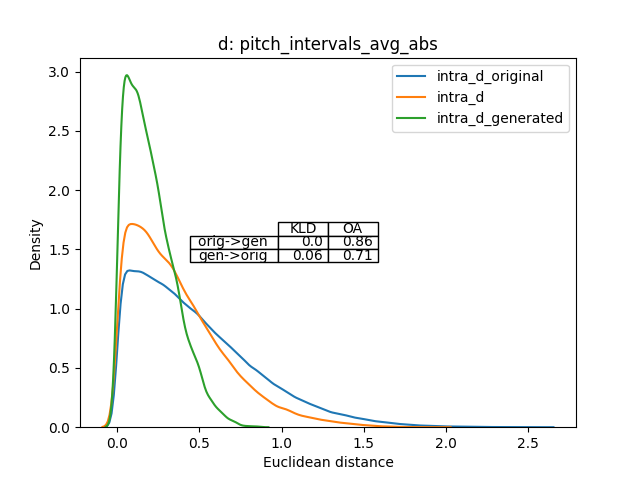 d: pitch_intervals_avg_abs
3.0
2.5
2.0
1.5
1.0
0.5
0.0
Density
intra_d_original
intra_d
intra_d_generated
KLD OA
orig->gen 0.0 0.86
gen->orig 0.06 0.71
0.0 0.5 1.0 1.5 2.0 2.5
Euclidean distance